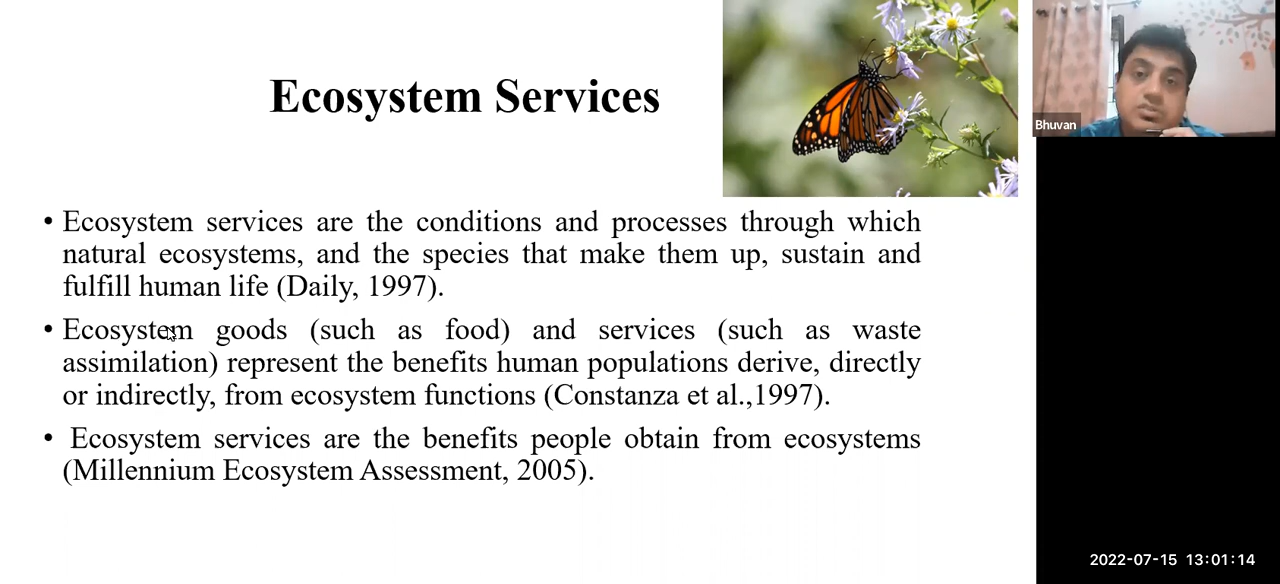 Ecosystem Services
Bhuvan
• Ecosystem services are the conditions and processes through which
natural ecosystems, and the species that make them up, sustain and
fulfill human life (Daily, 1997).
• Ecosystem goods (such as food) and services (such as waste
assimilation) represent the benefits human populations derive, directly
or indirectly, from ecosystem functions (Constanza et al.,1997).
• Ecosystem services are the benefits people obtain from ecosystems
(Millennium Ecosystem Assessment, 2005).
2022-07-15 13:01:14